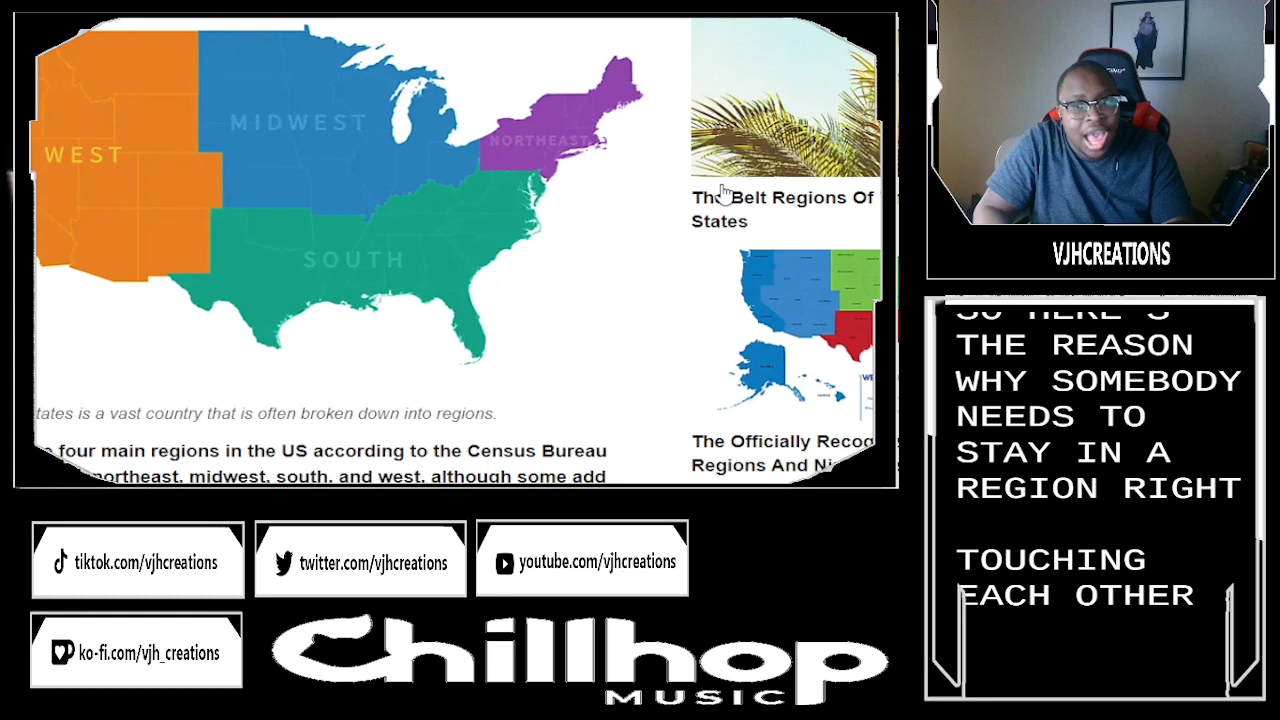 MIDWEST
NORTHEAST
WEST
SOUTH
tates is a vast country that is often broken down into regions.
four main regions in the US according to the Census Bureau
northeast, midwest, south, and west, although some add
The Belt Regions Of
States
The Officially Recog
Regions And Ni
VJHCREATIONS
SO HERE'S
THE REASON
WHY SOMEBODY
NEEDS TO
STAY IN A
REGION RIGHT
TOUCHING
EACH OTHER
tiktok.com/vjhcreations
twitter.com/vjhcreations
youtube.com/vjhcreations
ko-fi.com/vjh_creations
Chillhop
MUSIC